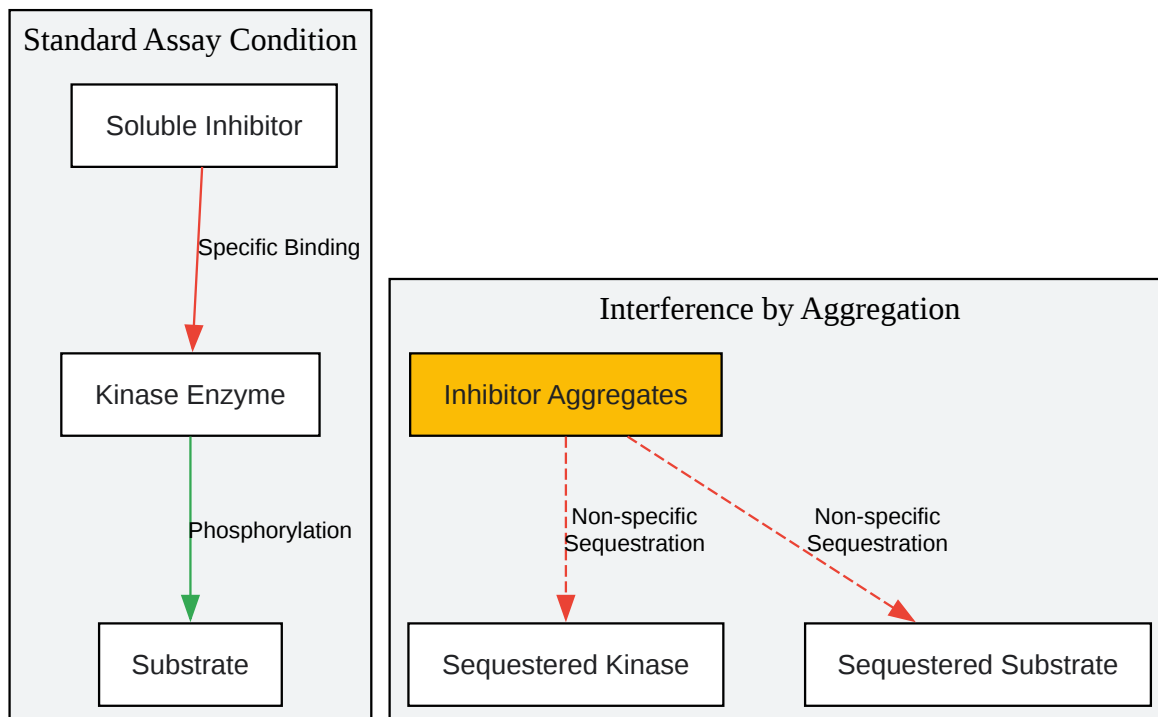 Standard Assay Condition
Soluble Inhibitor
Specific Binding
Kinase Enzyme
Phosphorylation
Substrate
Interference by Aggregation
Inhibitor Aggregates
Non-specific
Sequestration
Non-specific
Sequestration
Sequestered Kinase
Sequestered Substrate